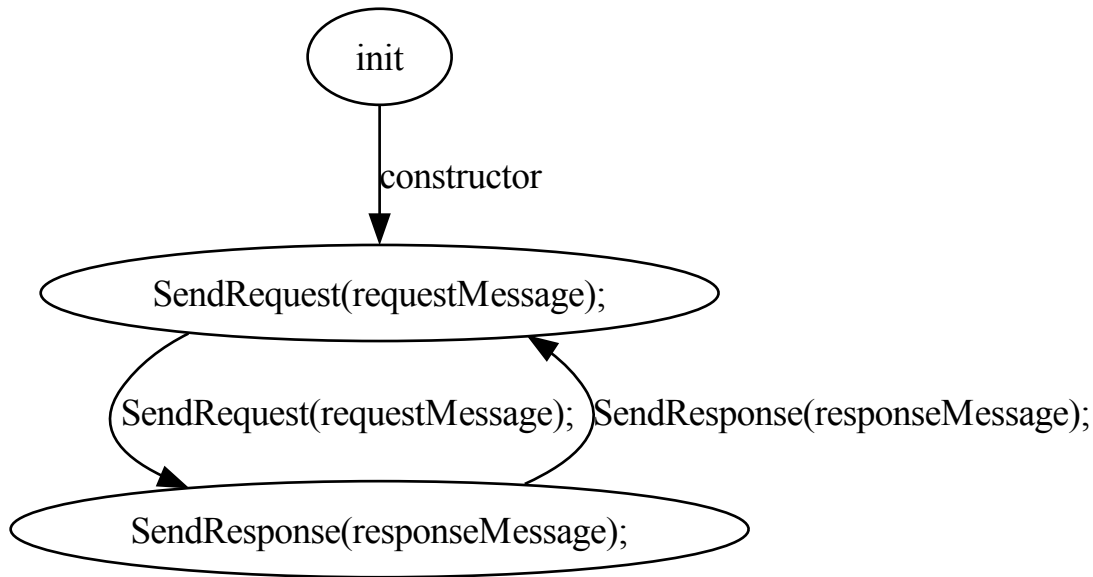 init
constructor
SendRequest(requestMessage);
SendRequest(requestMessage);
SendResponse(responseMessage);
SendResponse(responseMessage);